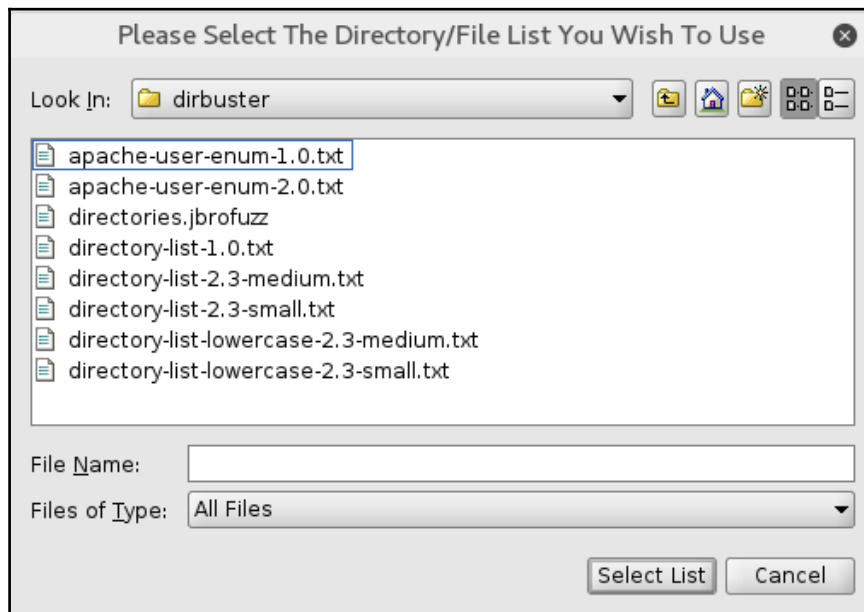 Please Select The Directory/File List You Wish To Use
Look In: dirbuster
apache-user-enum-1.0.txt
apache-user-enum-2.0.txt
directories.jbrofuzz
directory-list-1.0.txt
directory-list-2.3-medium.txt
directory-list-2.3-small.txt
directory-list-lowercase-2.3-medium.txt
directory-list-lowercase-2.3-small.txt
File Name:
Files of Type: All Files
Select List Cancel